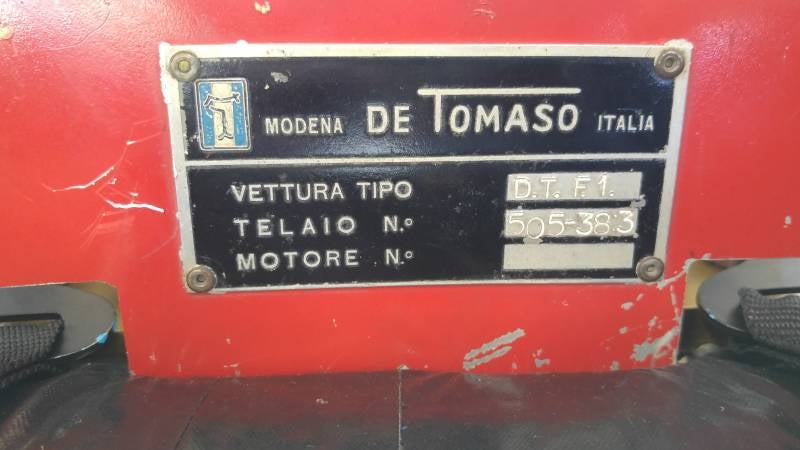 MODENA DE TOMASO ITALIA
VETTURA TIPO D.T. F1.
TELAIO N.º 505-38:3
MOTORE N.º